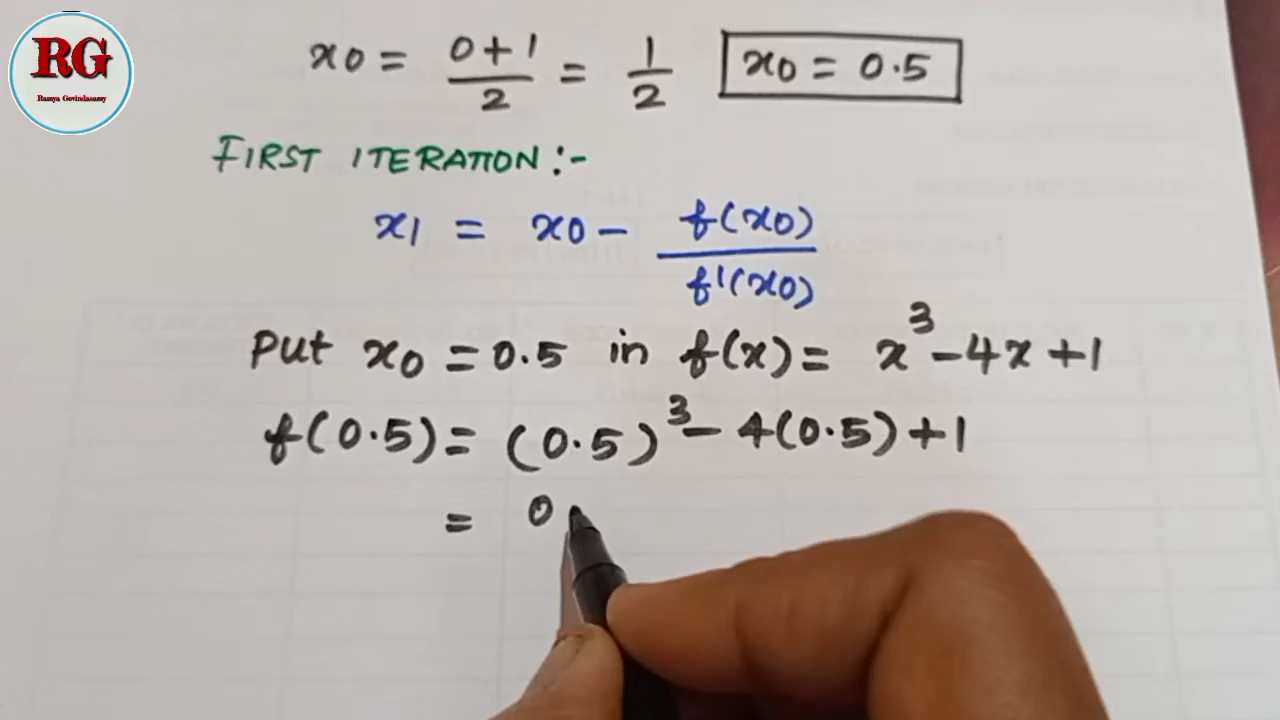 RG
Ramya Govindasamy
x0 = 0+1/2 = 1/2 x0 = 0.5
FIRST ITERATION:-
x1 = x0 - f(x0)/f'(x0)
Put x0 = 0.5 in f(x) = x³-4x+1
f(0.5) = (0.5)³- 4(0.5)+1
= 0.